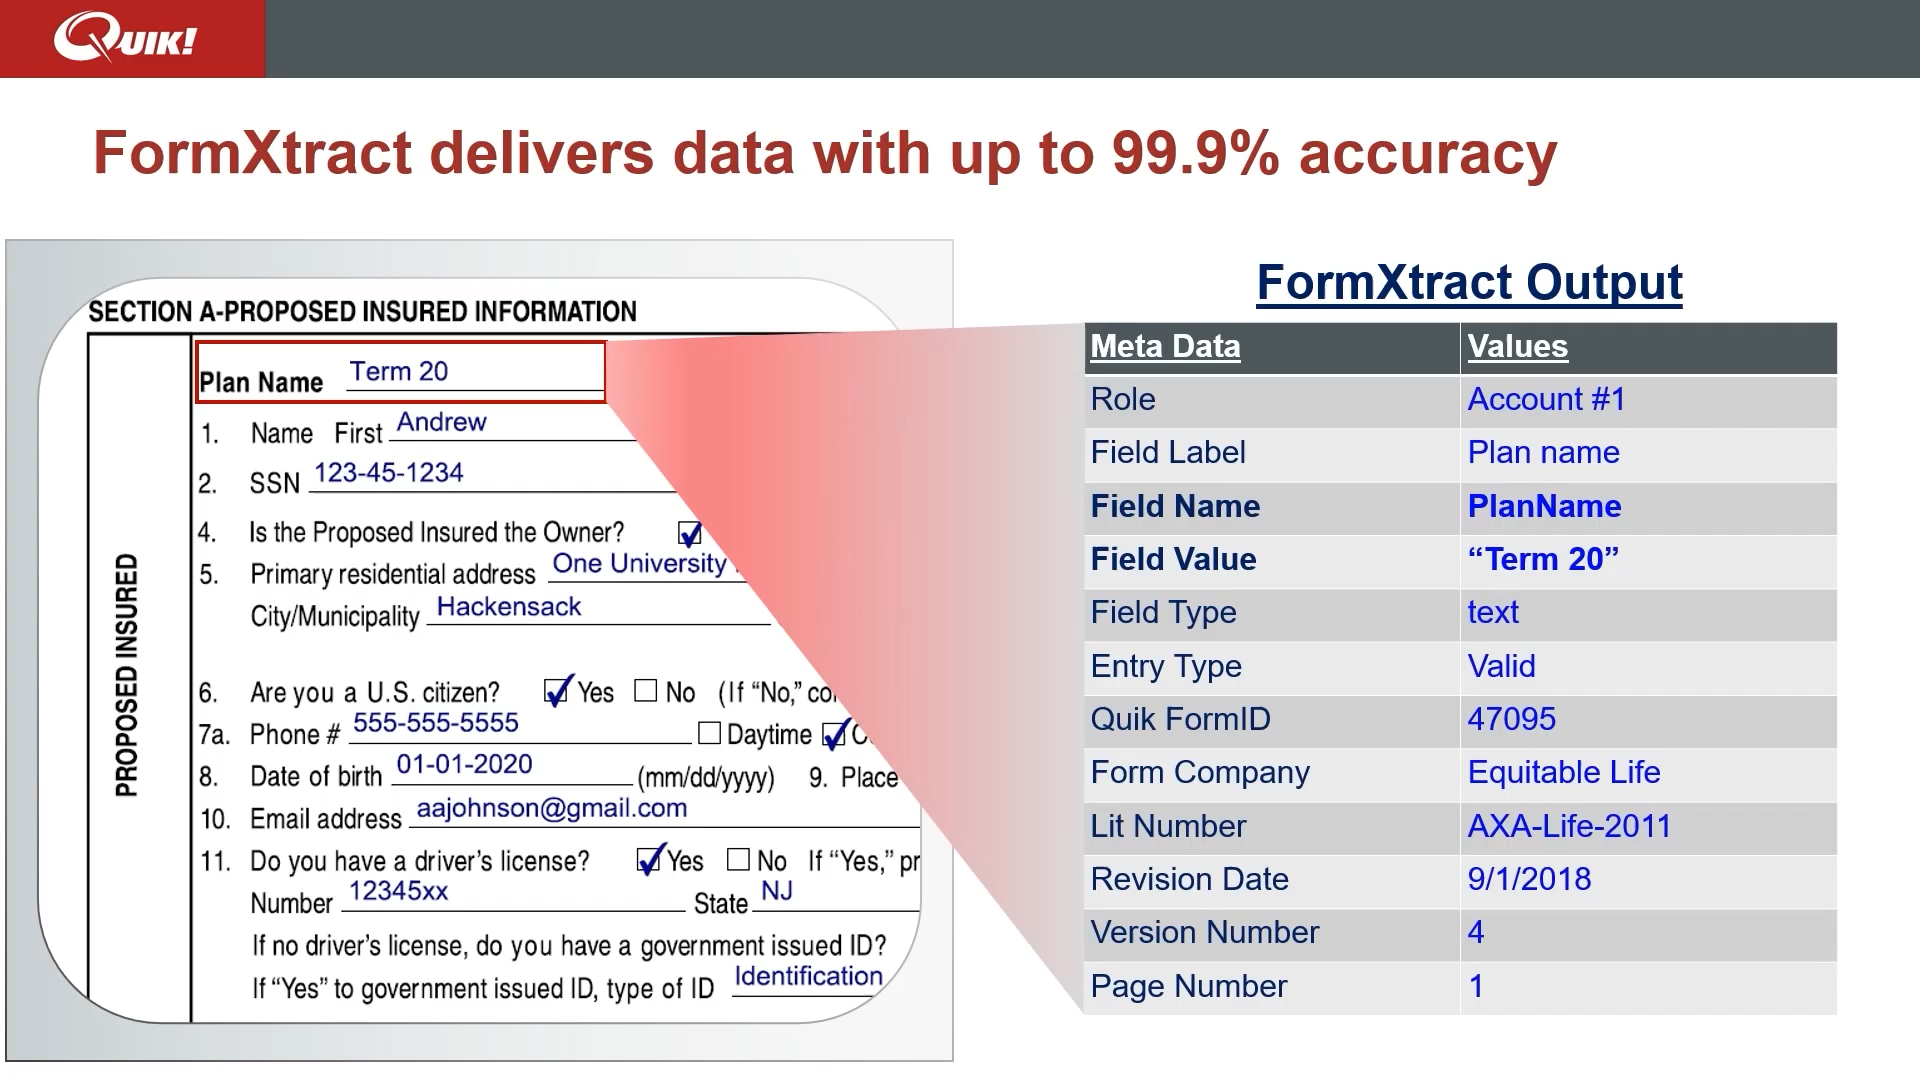 QUIK!
FormXtract delivers data with up to 99.9% accuracy
SECTION A-PROPOSED INSURED INFORMATION
PROPOSED INSURED
Plan Name Term 20
1. Name First Andrew
2. SSN 123-45-1234
4. Is the Proposed Insured the Owner?
5. Primary residential address One University
City/Municipality Hackensack
6. Are you a U.S. citizen? Yes No (If “No,”
7a. Phone # 555-555-5555 Daytime
8. Date of birth 01-01-2020 (mm/dd/yyyy) 9. Place
10. Email address aajohnson@gmail.com
11. Do you have a driver’s license? Yes No If “Yes,”
Number 12345xx State NJ
If no driver’s license, do you have a government issued ID?
If “Yes” to government issued ID, type of ID Identification
FormXtract Output
Meta Data Values
Role Account #1
Field Label Plan name
Field Name PlanName
Field Value “Term 20”
Field Type text
Entry Type Valid
Quik FormID 47095
Form Company Equitable Life
Lit Number AXA-Life-2011
Revision Date 9/1/2018
Version Number 4
Page Number 1